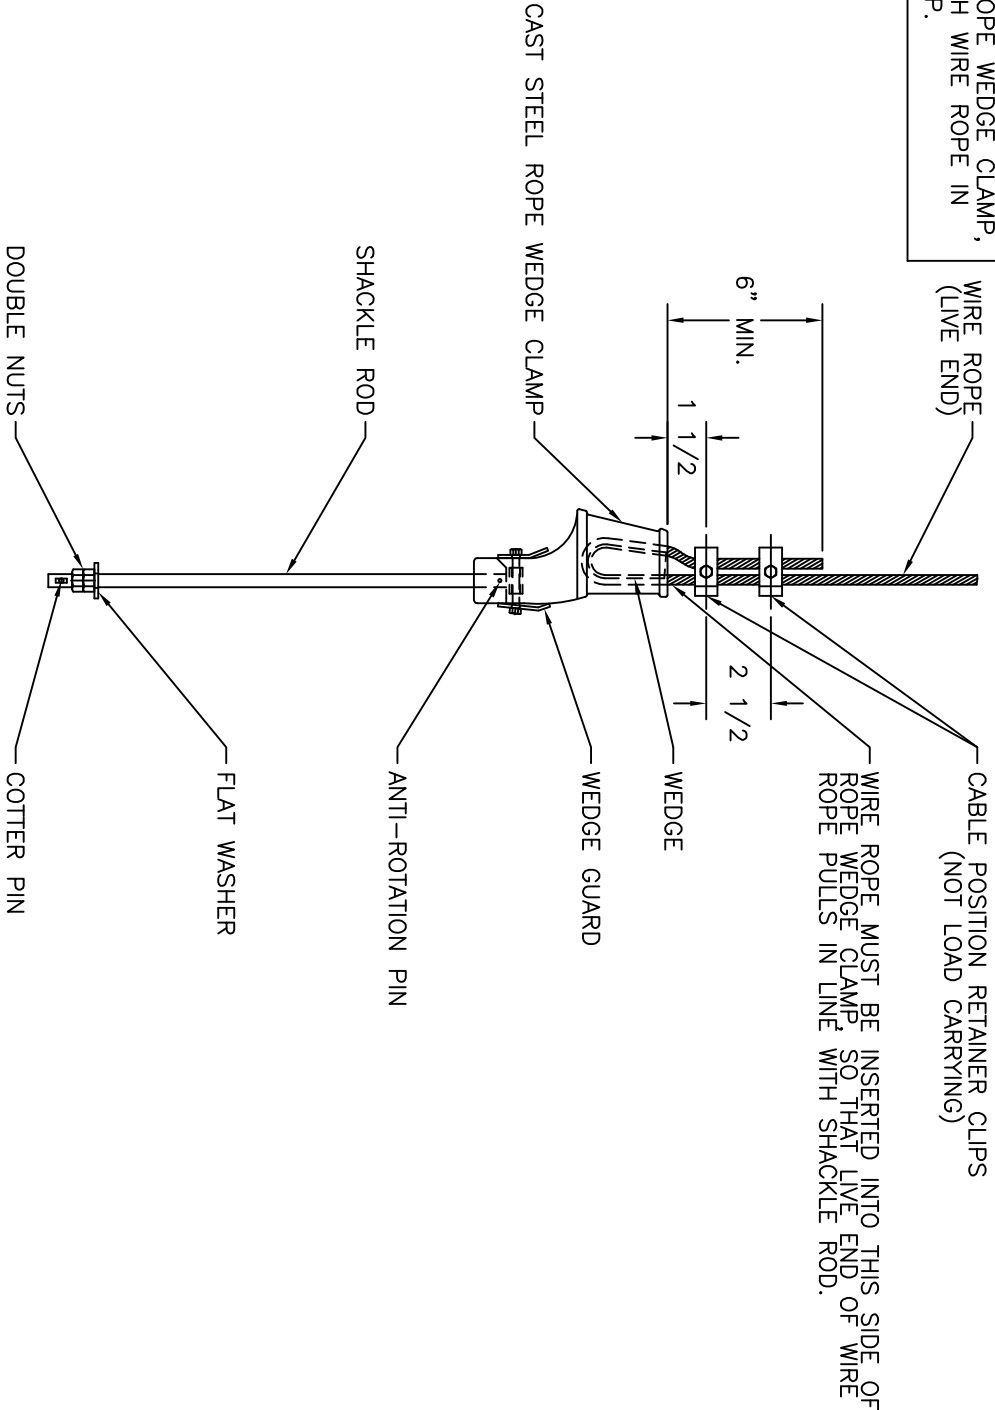 OPE WEDGE CLAMP,
H WIRE ROPE IN
P.
WIRE ROPE
(LIVE END)
CABLE POSITION RETAINER CLIPS
(NOT LOAD CARRYING)
WIRE ROPE MUST BE INSERTED INTO THIS SIDE OF
ROPE WEDGE CLAMP, SO THAT LIVE END OF WIRE
ROPE PULLS IN LINE WITH SHACKLE ROD.
6" MIN.
2 1/2
1 1/2
WEDGE
WEDGE GUARD
CAST STEEL ROPE WEDGE CLAMP
ANTI-ROTATION PIN
SHACKLE ROD
FLAT WASHER
DOUBLE NUTS
COTTER PIN